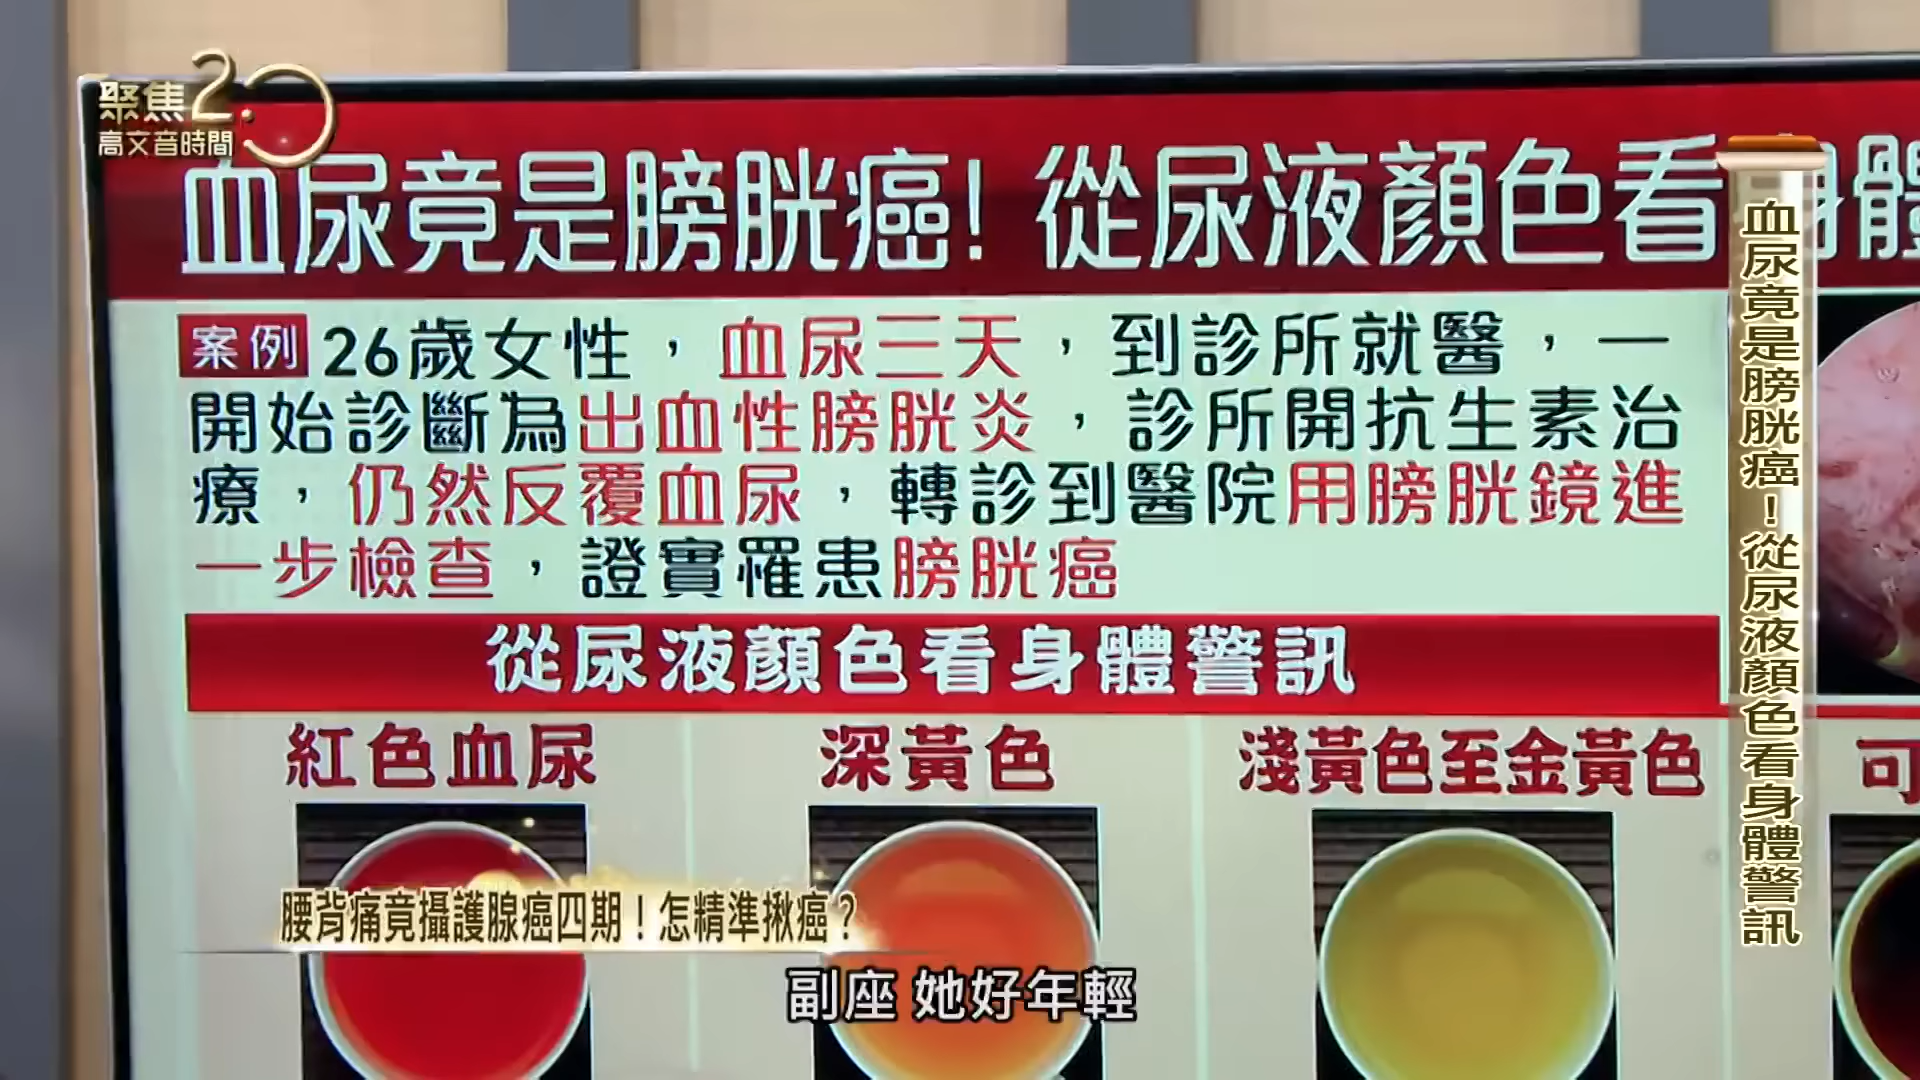 聚焦2.0
高文音時間
血尿竟是膀胱癌！從尿液顏色看身體
案例 26歲女性，血尿三天，到診所就醫，一
開始診斷為出血性膀胱炎，診所開抗生素治
療，仍然反覆血尿，轉診到醫院用膀胱鏡進
一步檢查，證實罹患膀胱癌
從尿液顏色看身體警訊
紅色血尿
深黃色
淺黃色至金黃色
可
血尿竟是膀胱癌！從尿液顏色看身體警訊
腰背痛竟攝護腺癌四期！怎精準揪癌？
副座 她好年輕